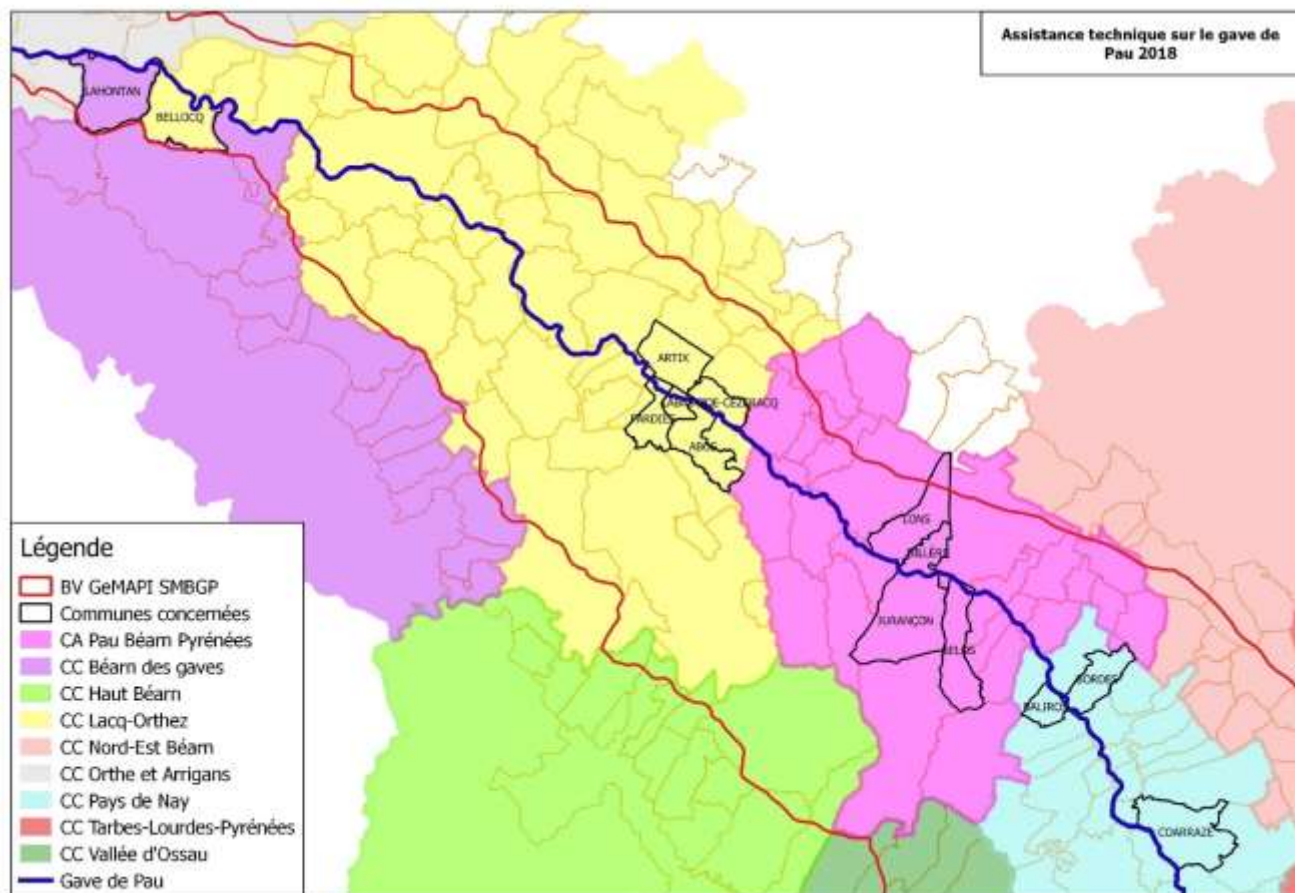 Assistance technique sur le gave de
Pau 2018
LAHONTAN
BELLOCQ
ARTIX
PARDIES
ABOS
LONS
BILLERE
JURANÇON
GELOS
BORDES
BALIROS
COARRAZE
Légende
BV GeMAPI SMBGP
Communes concernées
CA Pau Béarn Pyrénées
CC Béarn des gaves
CC Haut Béarn
CC Lacq-Orthez
CC Nord-Est Béarn
CC Orthe et Arrigans
CC Pays de Nay
CC Tarbes-Lourdes-Pyrénées
CC Vallée d'Ossau
Gave de Pau